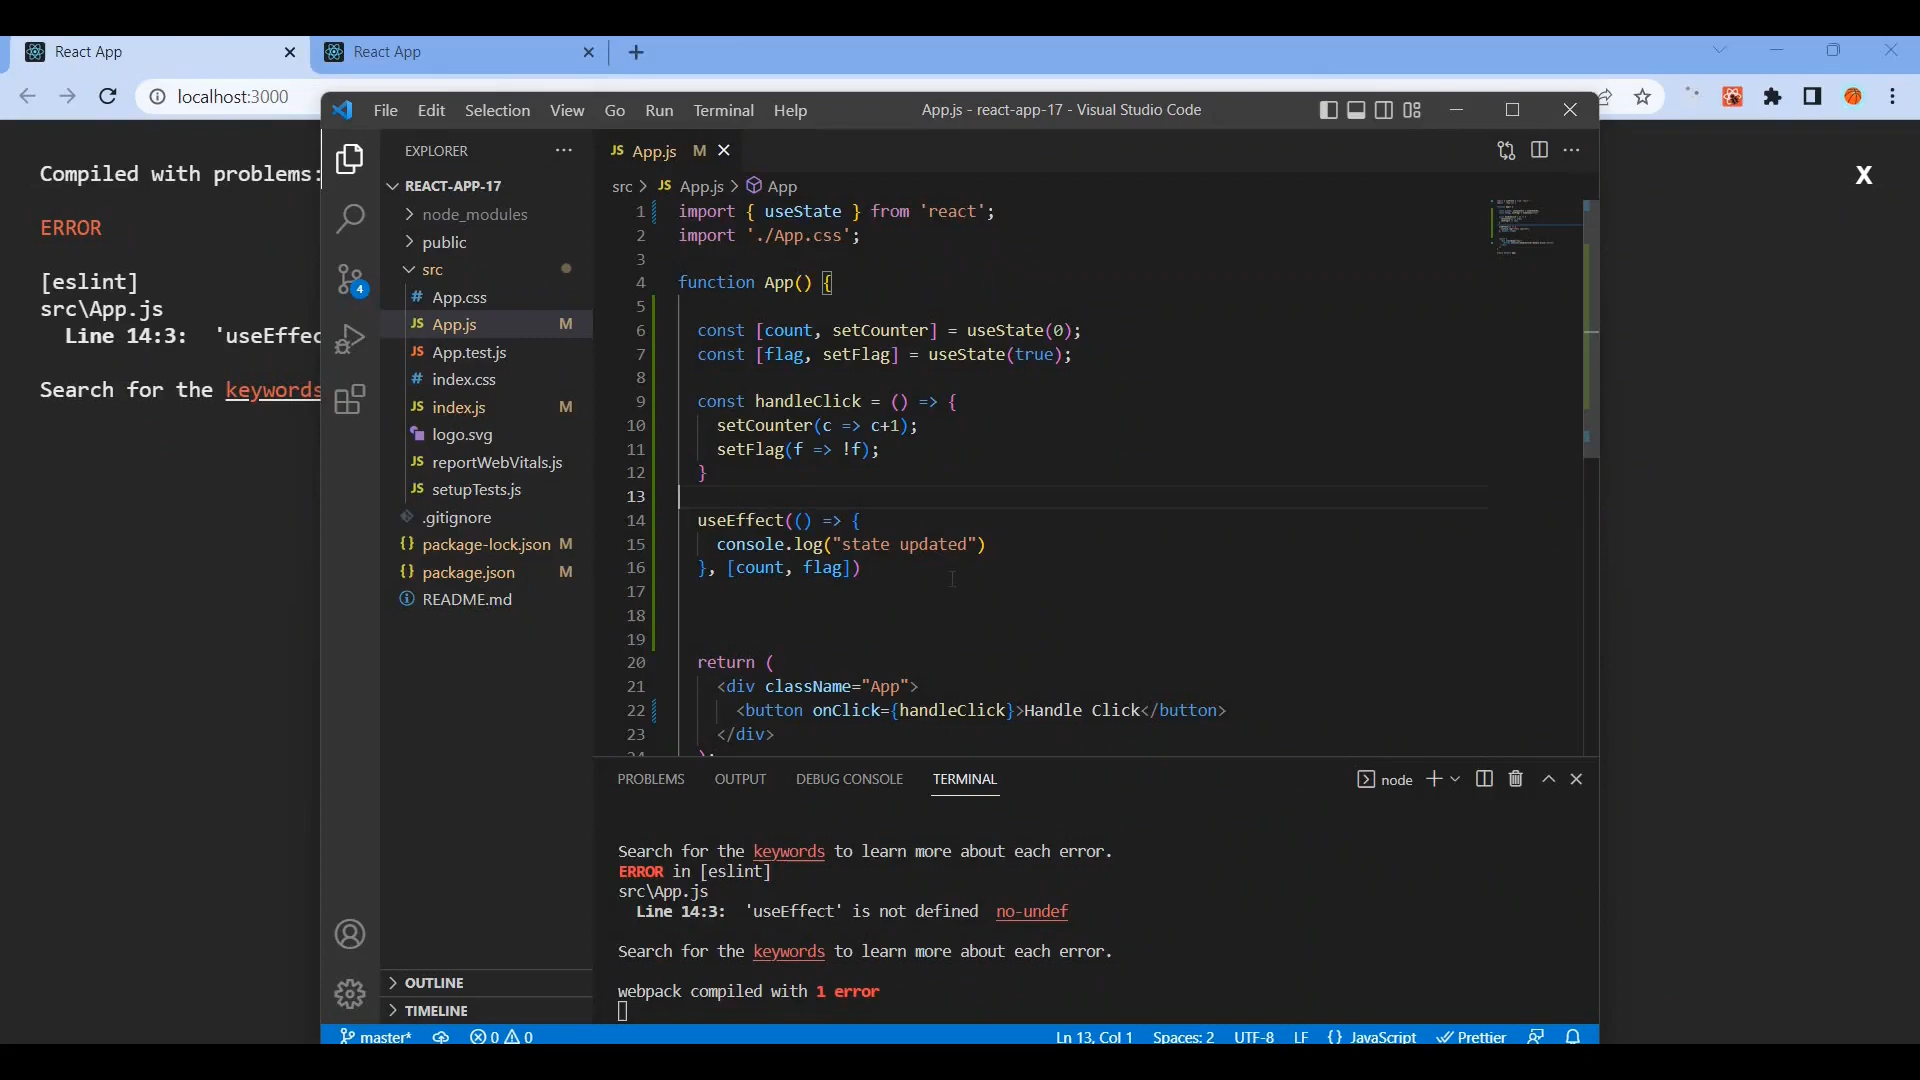 React App
React App
localhost:3000
File Edit Selection View Go Run Terminal Help
App.js - react-app-17 - Visual Studio Code
Compiled with problems:
X
ERROR
[eslint]
src\App.js
Line 14:3: 'useEffec
Search for the keywords
EXPLORER
REACT-APP-17
node_modules
public
src
# App.css
JS App.js M
JS App.test.js
# index.css
JS index.js M
logo.svg
JS reportWebVitals.js
JS setupTests.js
.gitignore
{} package-lock.json M
{} package.json M
README.md
OUTLINE
TIMELINE
4
JS App.js M
src > JS App.js > App
1 import { useState } from 'react';
2 import './App.css';
3
4 function App() {
5
6 const [count, setCounter] = useState(0);
7 const [flag, setFlag] = useState(true);
8
9 const handleClick = () => {
10 setCounter(c => c+1);
11 setFlag(f => !f);
12 }
13
14 useEffect(() => {
15 console.log("state updated")
16 }, [count, flag])
17
18
19
20 return (
21 <div className="App">
22 <button onClick={handleClick}>Handle Click</button>
23 </div>
PROBLEMS OUTPUT DEBUG CONSOLE TERMINAL
node
Search for the keywords to learn more about each error.
ERROR in [eslint]
src\App.js
Line 14:3: 'useEffect' is not defined no-undef
Search for the keywords to learn more about each error.
webpack compiled with 1 error
master* 0 0
Ln 13, Col 1 Spaces: 2 UTF-8 LF {} JavaScript Prettier